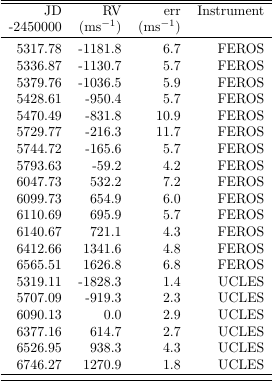 JD RV err Instrument
-2450000 (ms⁻¹) (ms⁻¹)
5317.78 -1181.8 6.7 FEROS
5336.87 -1130.7 5.7 FEROS
5379.76 -1036.5 5.9 FEROS
5428.61 -950.4 5.7 FEROS
5470.49 -831.8 10.9 FEROS
5729.77 -216.3 11.7 FEROS
5744.72 -165.6 5.7 FEROS
5793.63 -59.2 4.2 FEROS
6047.73 532.2 7.2 FEROS
6099.73 654.9 6.0 FEROS
6110.69 695.9 5.7 FEROS
6140.67 721.1 4.3 FEROS
6412.66 1341.6 4.8 FEROS
6565.51 1626.8 6.8 FEROS
5319.11 -1828.3 1.4 UCLES
5707.09 -919.3 2.3 UCLES
6090.13 0.0 2.9 UCLES
6377.16 614.7 2.7 UCLES
6526.95 938.3 4.3 UCLES
6746.27 1270.9 1.8 UCLES